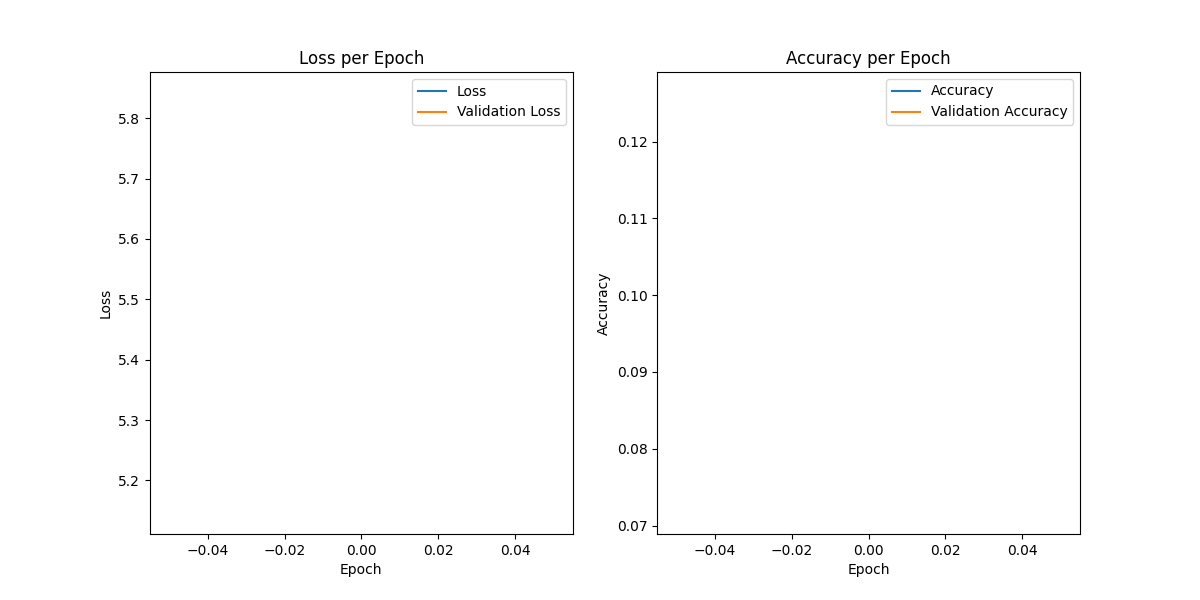 Loss per Epoch
Loss
Validation Loss
5.8
5.7
5.6
5.5
5.4
5.3
5.2
Loss
−0.04 −0.02 0.00 0.02 0.04
Epoch
Accuracy per Epoch
Accuracy
Validation Accuracy
0.12
0.11
0.10
0.09
0.08
0.07
Accuracy
−0.04 −0.02 0.00 0.02 0.04
Epoch